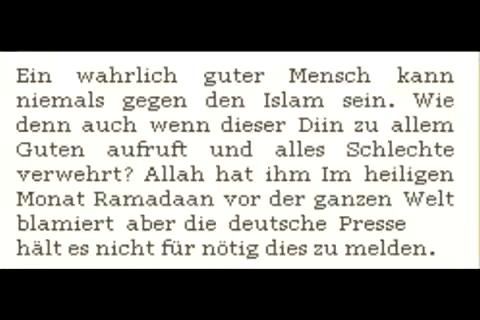 Ein wahrlich guter Mensch kann
niemals gegen den Islam sein. Wie
denn auch wenn dieser Diin zu allem
Guten aufruft und alles Schlechte
verwehrt? Allah hat ihm Im heiligen
Monat Ramadaan vor der ganzen Welt
blamiert aber die deutsche Presse
hält es nicht für nötig dies zu melden.